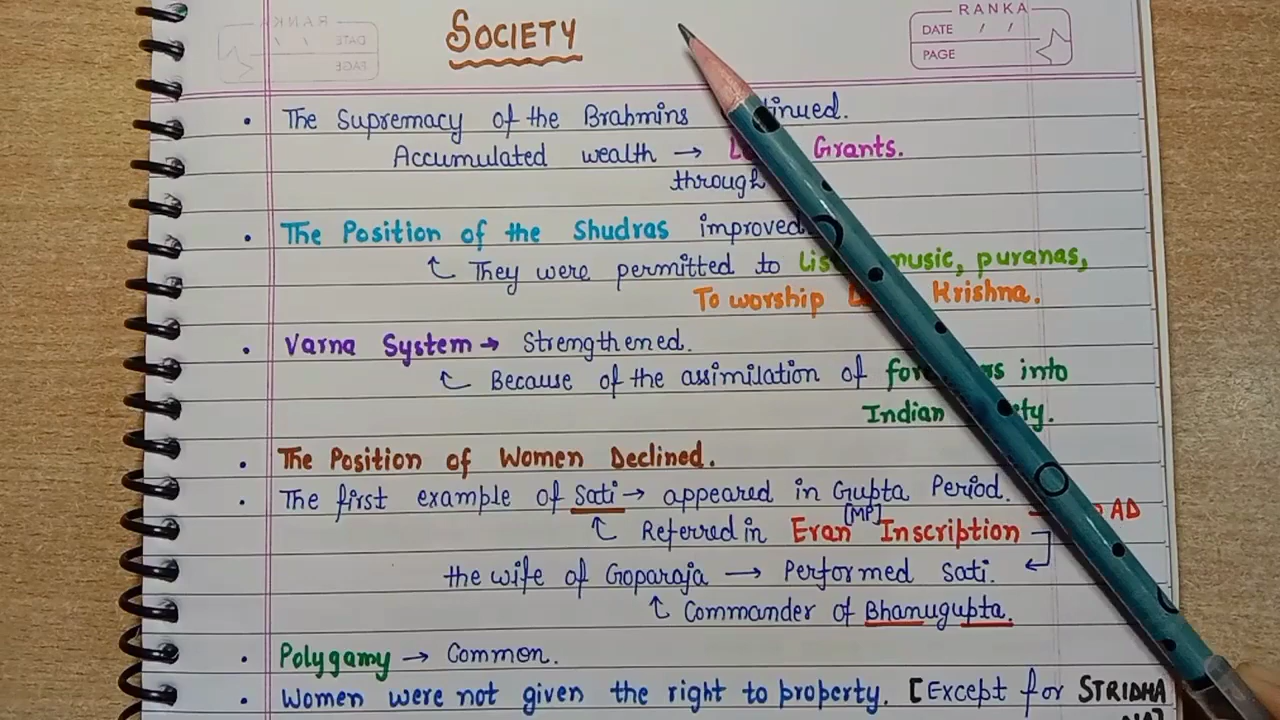 SOCIETY
RANKA
DATE / /
PAGE
• The Supremacy of the Brahmins tinued.
Accumulated wealth → Grants.
through
• The Position of the Shudras improved.
They were permitted to music, puranas,
To worship Krishna.
• Varna System → Strengthened.
Because of the assimilation of into
Indian
• The Position of Women Declined.
• The first example of Sati → appeared in Gupta Period.
[MP] AD
Referred in Eran Inscription
the wife of Goparaja → Performed Sati.
Commander of Bhanugupta.
• Polygamy → Common.
• Women were not given the right to property. [Except for STRIDHA